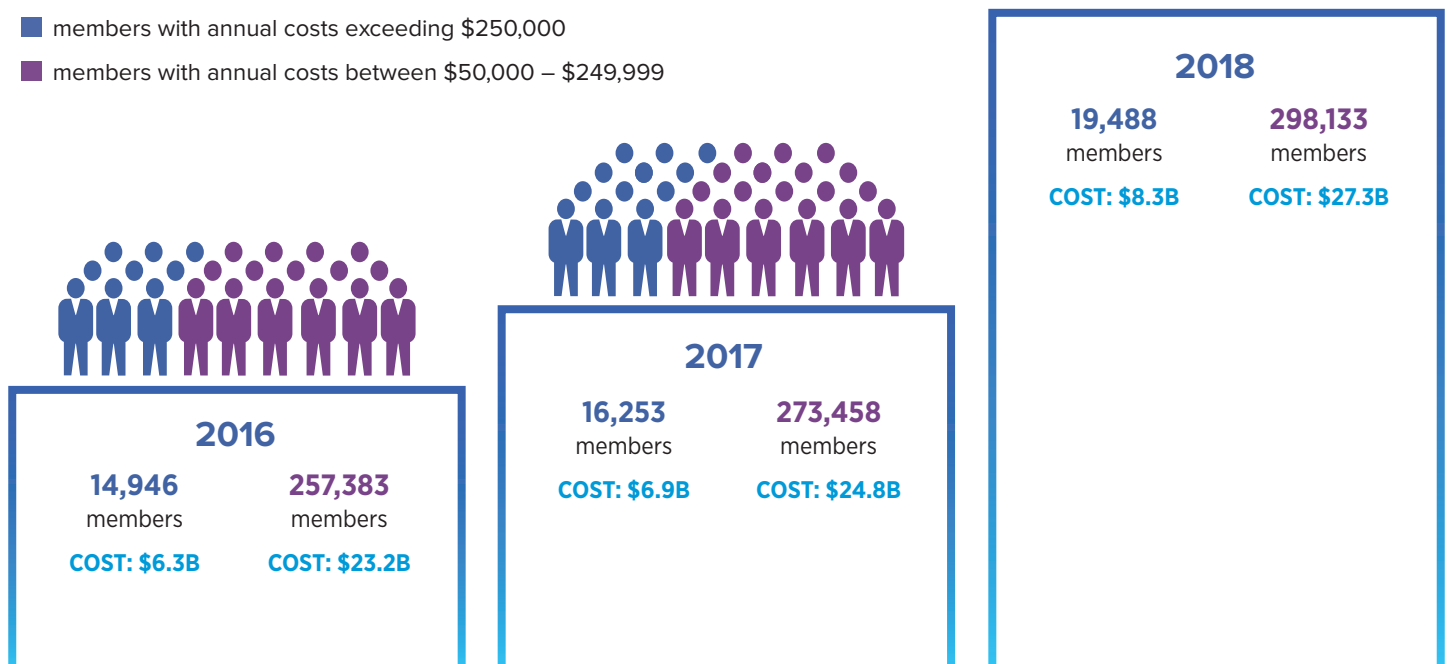 members with annual costs exceeding $250,000
members with annual costs between $50,000 – $249,999
2016
14,946
members
COST: $6.3B
257,383
members
COST: $23.2B
2017
16,253
members
COST: $6.9B
273,458
members
COST: $24.8B
2018
19,488
members
COST: $8.3B
298,133
members
COST: $27.3B